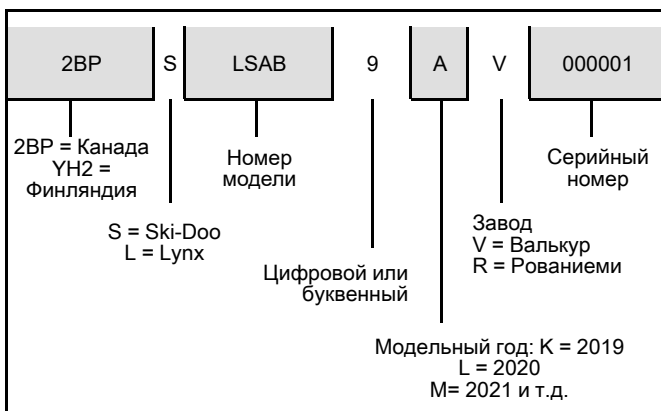 2BP S LSAB 9 A V 000001
2BP = Канада
YH2 =
Финляндия
Номер
модели
Серийный
номер
S = Ski-Doo
L = Lynx
Завод
V = Валькур
R = Рованиеми
Цифровой или
буквенный
Модельный год: K = 2019
L = 2020
M= 2021 и т.д.